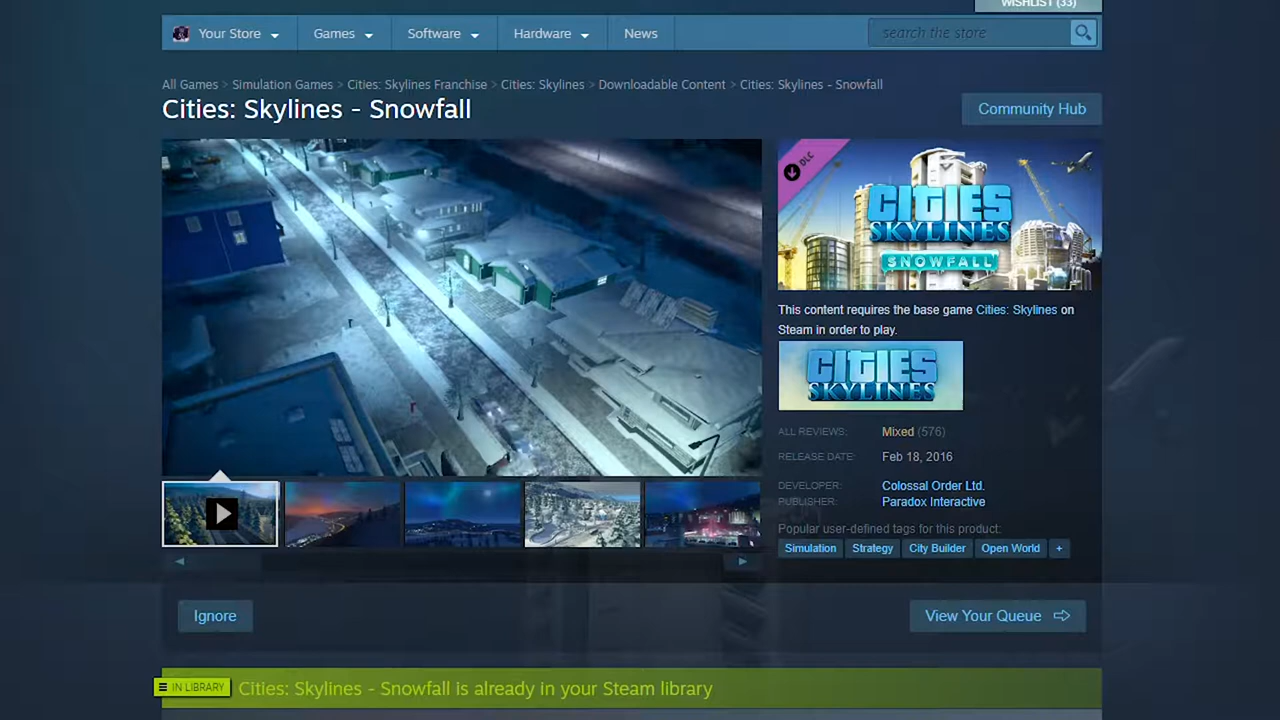 WISHLIST (33)
Your Store
Games
Software
Hardware
News
search the store
All Games > Simulation Games > Cities: Skylines Franchise > Cities: Skylines > Downloadable Content > Cities: Skylines - Snowfall
Cities: Skylines - Snowfall
Community Hub
DLC
CITIES
SKYLINES
SNOWFALL
This content requires the base game Cities: Skylines on
Steam in order to play.
CITIES
SKYLINES
ALL REVIEWS: Mixed (576)
RELEASE DATE: Feb 18, 2016
DEVELOPER: Colossal Order Ltd.
PUBLISHER: Paradox Interactive
Popular user-defined tags for this product:
Simulation Strategy City Builder Open World +
Ignore
View Your Queue
IN LIBRARY
Cities: Skylines - Snowfall is already in your Steam library